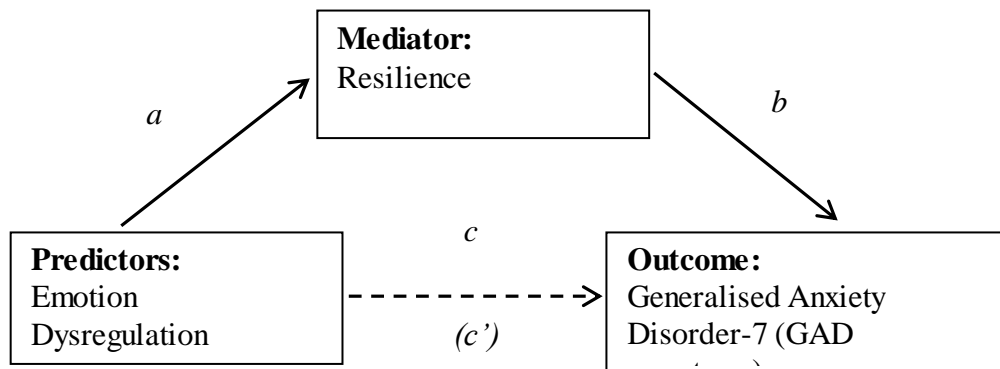 Mediator:
Resilience
a
b
c
Predictors:
Emotion
Dysregulation
(c’)
Outcome:
Generalised Anxiety
Disorder-7 (GAD